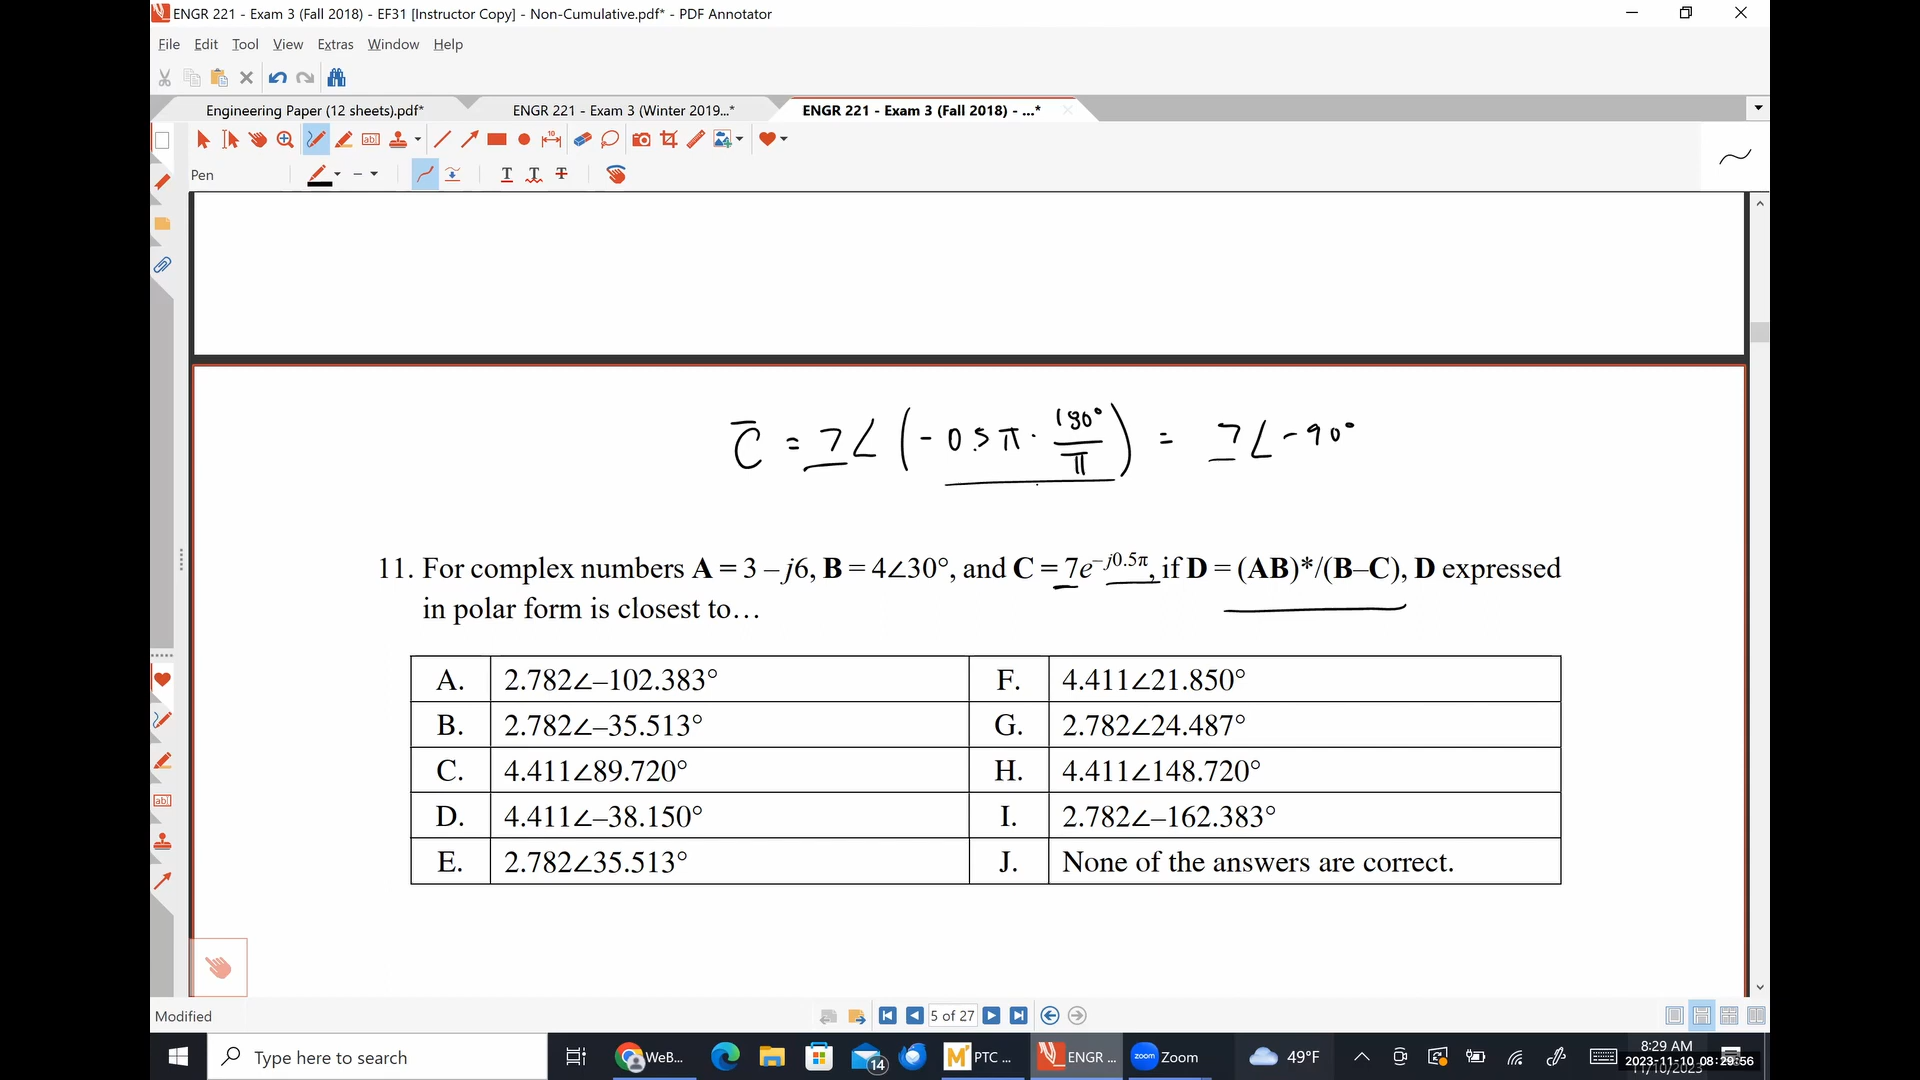 ENGR 221 - Exam 3 (Fall 2018) - EF31 [Instructor Copy] - Non-Cumulative.pdf* - PDF Annotator
File Edit Tool View Extras Window Help
Engineering Paper (12 sheets).pdf* ENGR 221 - Exam 3 (Winter 2019...* ENGR 221 - Exam 3 (Fall 2018) - ...*
Pen
C̅ = 7∠(-0.5π · 180°/π) = 7∠-90°
11. For complex numbers A = 3 – j6, B = 4∠30°, and C = 7e^–j0.5π, if D = (AB)*/(B–C), D expressed
in polar form is closest to…
A. 2.782∠–102.383° F. 4.411∠21.850°
B. 2.782∠–35.513° G. 2.782∠24.487°
C. 4.411∠89.720° H. 4.411∠148.720°
D. 4.411∠–38.150° I. 2.782∠–162.383°
E. 2.782∠35.513° J. None of the answers are correct.
Modified 5 of 27
Type here to search WeB... 14 PTC ... ENGR ... zoom Zoom 49°F 8:29 AM
2023-11-10 08:29:56